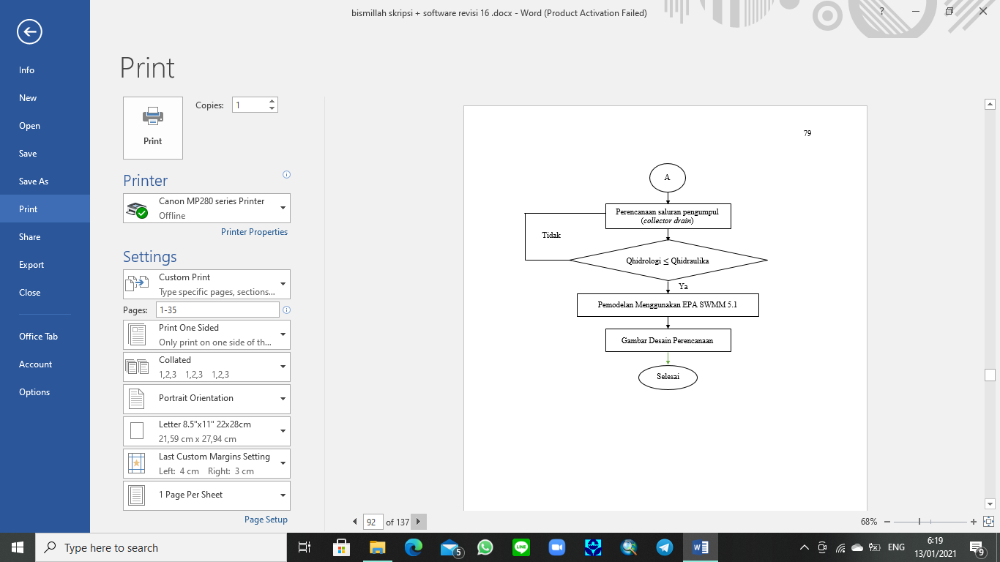 bismillah skripsi + software revisi 16 .docx - Word (Product Activation Failed)
?
Info
New
Open
Save
Save As
Print
Share
Export
Close
Office Tab
Account
Options
Print
Print
Copies: 1
Printer
Canon MP280 series Printer
Offline
Printer Properties
Settings
Custom Print
Type specific pages, sections...
Pages: 1-35
Print One Sided
Only print on one side of th...
Collated
1,2,3 1,2,3 1,2,3
Portrait Orientation
Letter 8.5"x11" 22x28cm
21,59 cm x 27,94 cm
Last Custom Margins Setting
Left: 4 cm Right: 3 cm
1 Page Per Sheet
Page Setup
79
A
Perencanaan saluran pengumpul
(collector drain)
Tidak
Qhidrologi ≤ Qhidraulika
Ya
Pemodelan Menggunakan EPA SWMM 5.1
Gambar Desain Perencanaan
Selesai
92 of 137
68%
Type here to search
5
LINE
ENG
6:19
13/01/2021
9